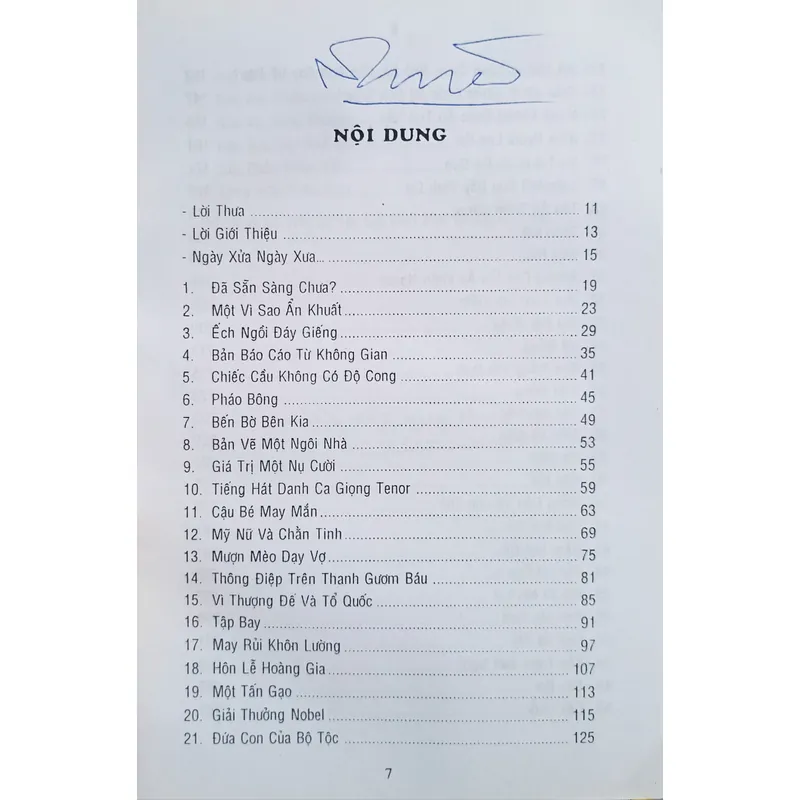 NỘI DUNG
- Lời Thưa ........ 11
- Lời Giới Thiệu ........ 13
- Ngày Xửa Ngày Xưa... ........ 15
1. Đã Sẵn Sàng Chưa? ........ 19
2. Một Vì Sao Ẩn Khuất ........ 23
3. Ếch Ngồi Đáy Giếng ........ 29
4. Bản Báo Cáo Từ Không Gian ........ 35
5. Chiếc Cầu Không Có Độ Cong ........ 41
6. Pháo Bông ........ 45
7. Bến Bờ Bên Kia ........ 49
8. Bản Vẽ Một Ngôi Nhà ........ 53
9. Giá Trị Một Nụ Cười ........ 55
10. Tiếng Hát Danh Ca Giọng Tenor ........ 59
11. Cậu Bé May Mắn ........ 63
12. Mỹ Nữ Và Chằn Tinh ........ 69
13. Mượn Mèo Dạy Vợ ........ 75
14. Thông Điệp Trên Thanh Gươm Báu ........ 81
15. Vì Thượng Đế Và Tổ Quốc ........ 85
16. Tập Bay ........ 91
17. May Rủi Khôn Lường ........ 97
18. Hôn Lễ Hoàng Gia ........ 107
19. Một Tấn Gạo ........ 113
20. Giải Thưởng Nobel ........ 115
21. Đứa Con Của Bộ Tộc ........ 125
7